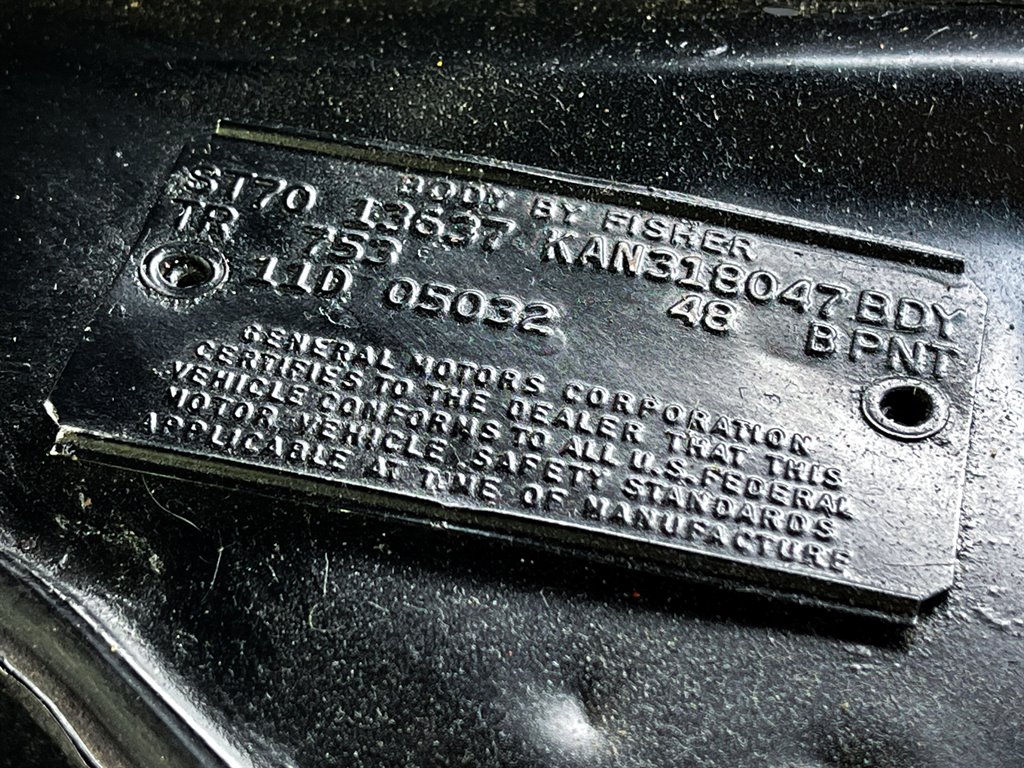 BODY BY FISHER
ST70 13637 KAN318047 BDY
TR 753 48 B PNT
11D 05032
GENERAL MOTORS CORPORATION
CERTIFIES TO THE DEALER THAT THIS
VEHICLE CONFORMS TO ALL U.S. FEDERAL
MOTOR VEHICLE SAFETY STANDARDS
APPLICABLE AT TIME OF MANUFACTURE